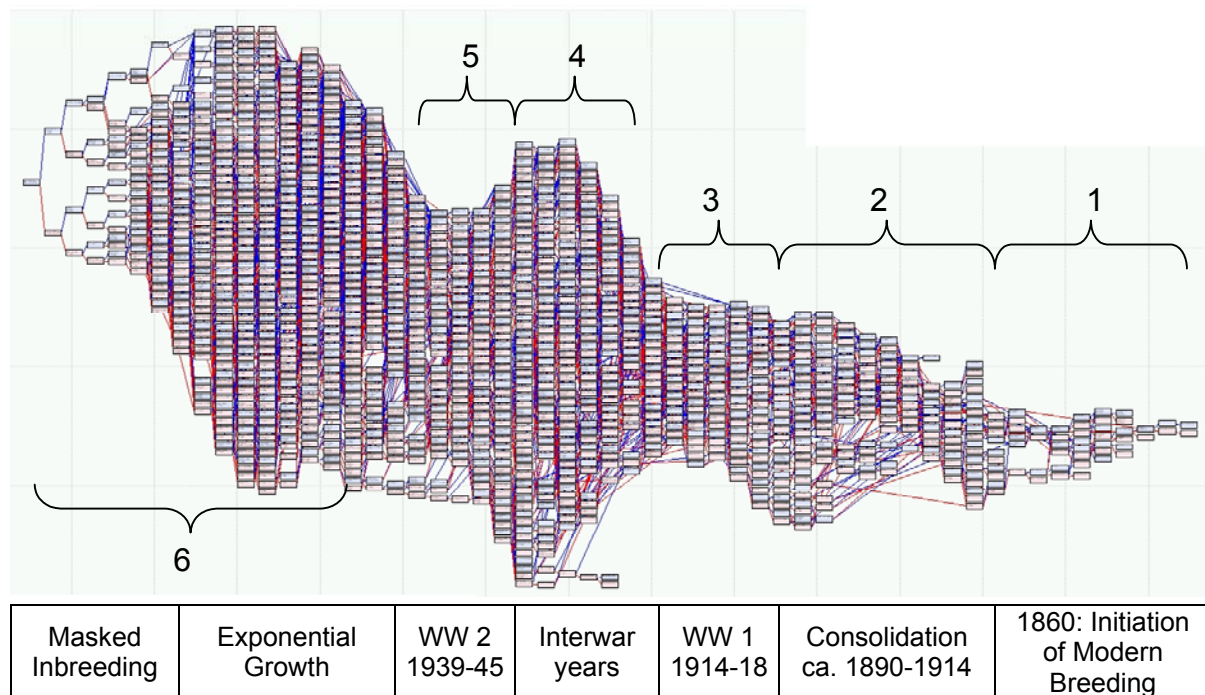 5
4
3
2
1
6
Masked
Inbreeding
Exponential
Growth
WW 2
1939-45
Interwar
years
WW 1
1914-18
Consolidation
ca. 1890-1914
1860: Initiation
of Modern
Breeding